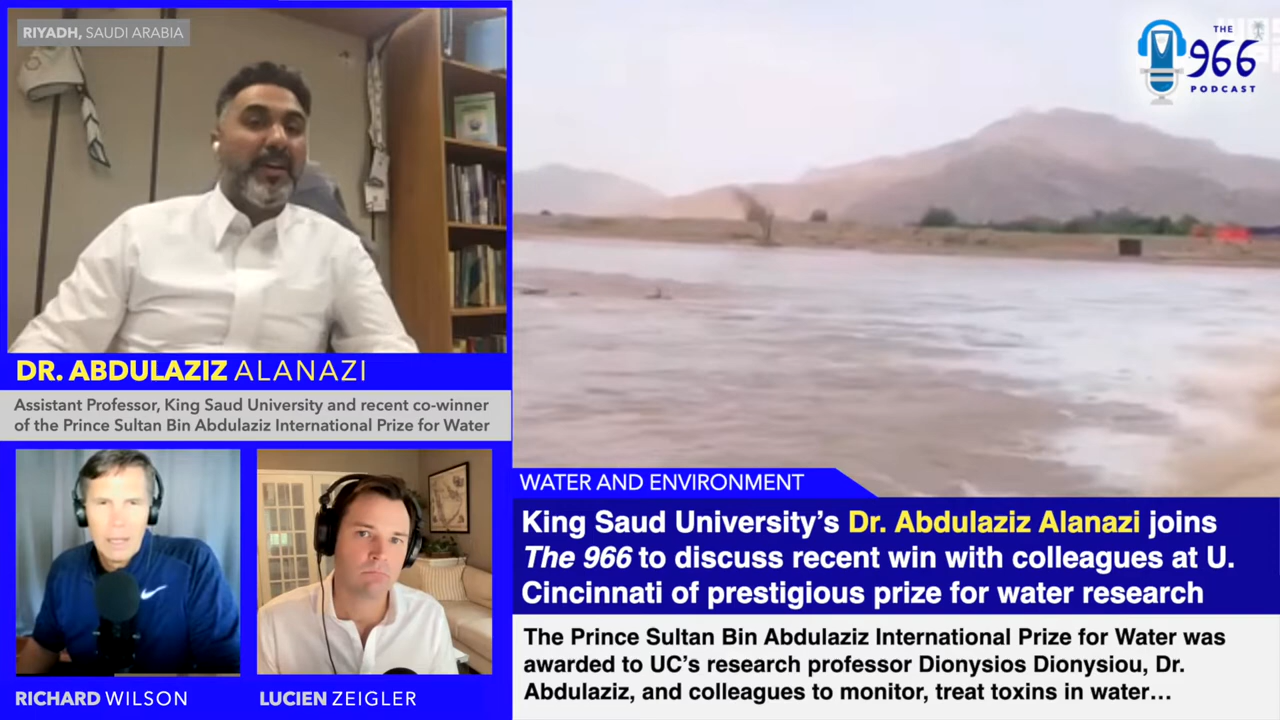 RIYADH, SAUDI ARABIA
DR. ABDULAZIZ ALANAZI
Assistant Professor, King Saud University and recent co-winner
of the Prince Sultan Bin Abdulaziz International Prize for Water
RICHARD WILSON
LUCIEN ZEIGLER
THE
966
PODCAST
WATER AND ENVIRONMENT
King Saud University's Dr. Abdulaziz Alanazi joins
The 966 to discuss recent win with colleagues at U.
Cincinnati of prestigious prize for water research
The Prince Sultan Bin Abdulaziz International Prize for Water was
awarded to UC's research professor Dionysios Dionysiou, Dr.
Abdulaziz, and colleagues to monitor, treat toxins in water...